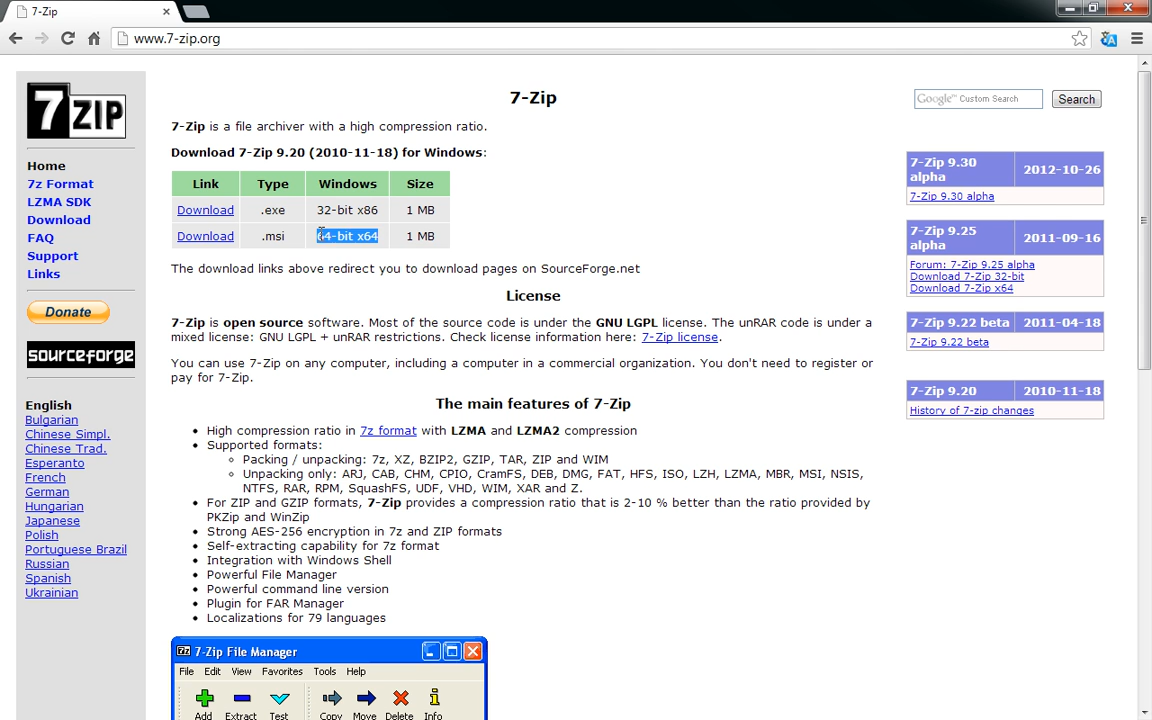 7-Zip
www.7-zip.org
7ZIP
Home
7z Format
LZMA SDK
Download
FAQ
Support
Links
Donate
sourceforge
English
Bulgarian
Chinese Simpl.
Chinese Trad.
Esperanto
French
German
Hungarian
Japanese
Polish
Portuguese Brazil
Russian
Spanish
Ukrainian
7-Zip
7-Zip is a file archiver with a high compression ratio.
Download 7-Zip 9.20 (2010-11-18) for Windows:
Link Type Windows Size
Download .exe 32-bit x86 1 MB
Download .msi 64-bit x64 1 MB
The download links above redirect you to download pages on SourceForge.net
License
7-Zip is open source software. Most of the source code is under the GNU LGPL license. The unRAR code is under a
mixed license: GNU LGPL + unRAR restrictions. Check license information here: 7-Zip license.
You can use 7-Zip on any computer, including a computer in a commercial organization. You don't need to register or
pay for 7-Zip.
The main features of 7-Zip
• High compression ratio in 7z format with LZMA and LZMA2 compression
• Supported formats:
◦ Packing / unpacking: 7z, XZ, BZIP2, GZIP, TAR, ZIP and WIM
◦ Unpacking only: ARJ, CAB, CHM, CPIO, CramFS, DEB, DMG, FAT, HFS, ISO, LZH, LZMA, MBR, MSI, NSIS,
NTFS, RAR, RPM, SquashFS, UDF, VHD, WIM, XAR and Z.
• For ZIP and GZIP formats, 7-Zip provides a compression ratio that is 2-10 % better than the ratio provided by
PKZip and WinZip
• Strong AES-256 encryption in 7z and ZIP formats
• Self-extracting capability for 7z format
• Integration with Windows Shell
• Powerful File Manager
• Powerful command line version
• Plugin for FAR Manager
• Localizations for 79 languages
7z 7-Zip File Manager
File Edit View Favorites Tools Help
Add Extract Test Copy Move Delete Info
Google™ Custom Search Search
7-Zip 9.30
alpha 2012-10-26
7-Zip 9.30 alpha
7-Zip 9.25
alpha 2011-09-16
Forum: 7-Zip 9.25 alpha
Download 7-Zip 32-bit
Download 7-Zip x64
7-Zip 9.22 beta 2011-04-18
7-Zip 9.22 beta
7-Zip 9.20 2010-11-18
History of 7-zip changes